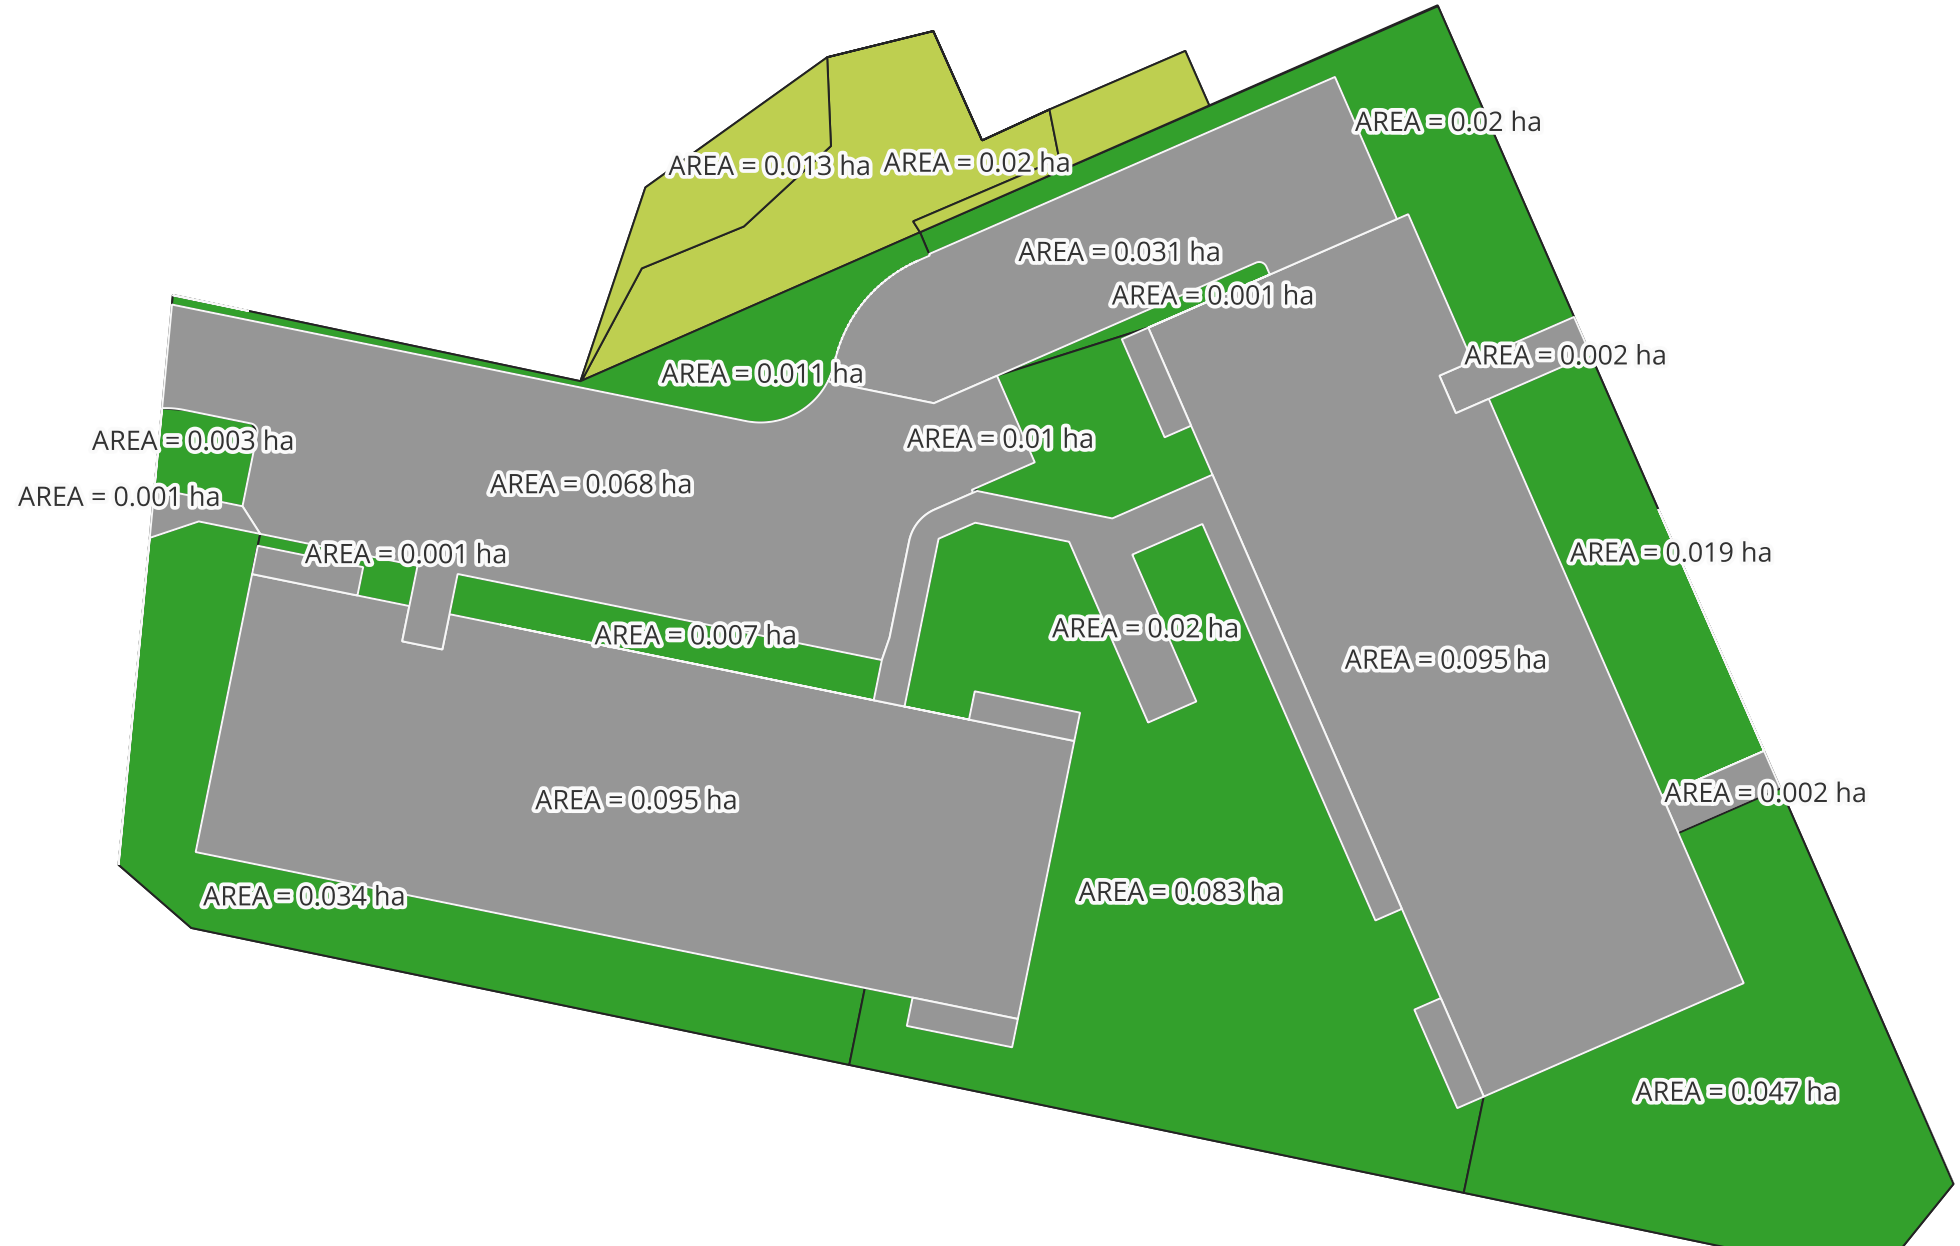 AREA = 0.02 ha
AREA = 0.013 ha
AREA = 0.02 ha
AREA = 0.031 ha
AREA = 0.001 ha
AREA = 0.002 ha
AREA = 0.011 ha
AREA = 0.003 ha
AREA = 0.01 ha
AREA = 0.068 ha
AREA = 0.001 ha
AREA = 0.001 ha
AREA = 0.019 ha
AREA = 0.007 ha
AREA = 0.02 ha
AREA = 0.095 ha
AREA = 0.095 ha
AREA = 0.002 ha
AREA = 0.034 ha
AREA = 0.083 ha
AREA = 0.047 ha